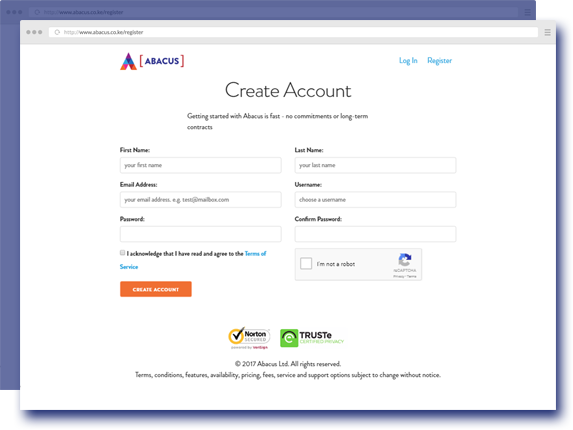 http://www.abacus.co.ke/register
http://www.abacus.co.ke/register
[ABACUS]
Log In Register
Create Account
Getting started with Abacus is fast - no commitments or long-term
contracts
First Name: Last Name:
your first name your last name
Email Address: Username:
your email address, e.g. test@mailbox.com choose a username
Password: Confirm Password:
I acknowledge that I have read and agree to the Terms of
Service
I'm not a robot
reCAPTCHA
Privacy - Terms
CREATE ACCOUNT
Norton
SECURED
powered by VeriSign
TRUSTe
CERTIFIED PRIVACY
© 2017 Abacus Ltd. All rights reserved.
Terms, conditions, features, availability, pricing, fees, service and support options subject to change without notice.